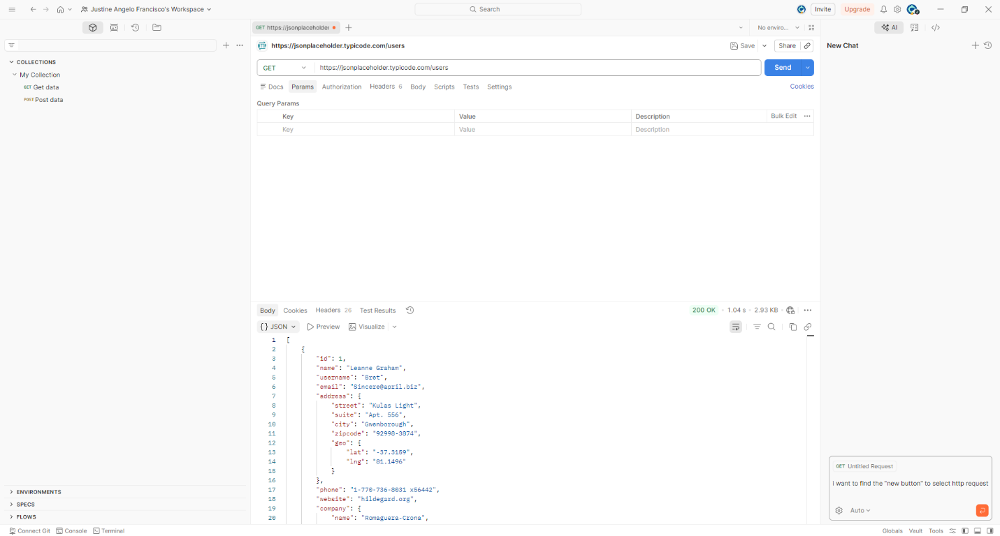 Justine Angelo Francisco's Workspace
Search
Invite
Upgrade
GET https://jsonplaceholder
No enviro...
AI
https://jsonplaceholder.typicode.com/users
Save
Share
New Chat
COLLECTIONS
My Collection
GET Get data
POST Post data
GET
https://jsonplaceholder.typicode.com/users
Send
Docs
Params
Authorization
Headers 6
Body
Scripts
Tests
Settings
Cookies
Query Params
Key
Value
Description
Bulk Edit
Key
Value
Description
Body
Cookies
Headers 26
Test Results
200 OK
1.04 s
2.93 KB
{} JSON
Preview
Visualize
1 [
2 {
3 "id": 1,
4 "name": "Leanne Graham",
5 "username": "Bret",
6 "email": "Sincere@april.biz",
7 "address": {
8 "street": "Kulas Light",
9 "suite": "Apt. 556",
10 "city": "Gwenborough",
11 "zipcode": "92998-3874",
12 "geo": {
13 "lat": "-37.3159",
14 "lng": "81.1496"
15 }
16 },
17 "phone": "1-770-736-8031 x56442",
18 "website": "hildegard.org",
19 "company": {
20 "name": "Romaguera-Crona",
GET Untitled Request
i want to find the "new button" to select http request
Auto
ENVIRONMENTS
SPECS
FLOWS
Connect Git
Console
Terminal
Globals
Vault
Tools